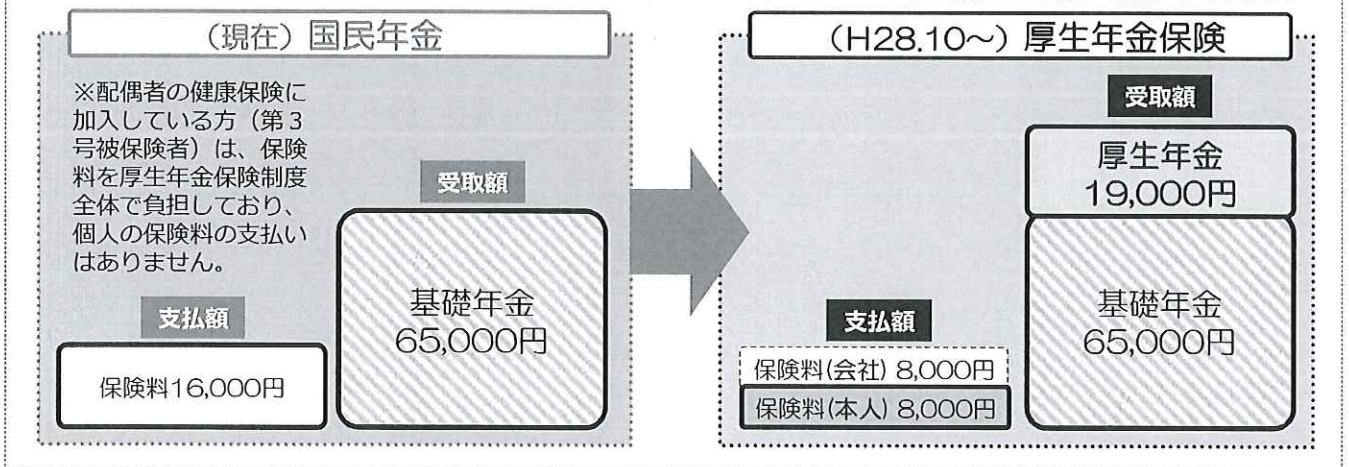 (現在)国民年金
※配偶者の健康保険に
加入している方(第3
号被保険者)は、保険
料を厚生年金保険制度
全体で負担しており、
個人の保険料の支払い
はありません。
支払額
保険料16,000円
受取額
基礎年金
65,000円
(H28.10~)厚生年金保険
支払額
保険料(会社) 8,000円
保険料(本人) 8,000円
受取額
厚生年金
19,000円
基礎年金
65,000円